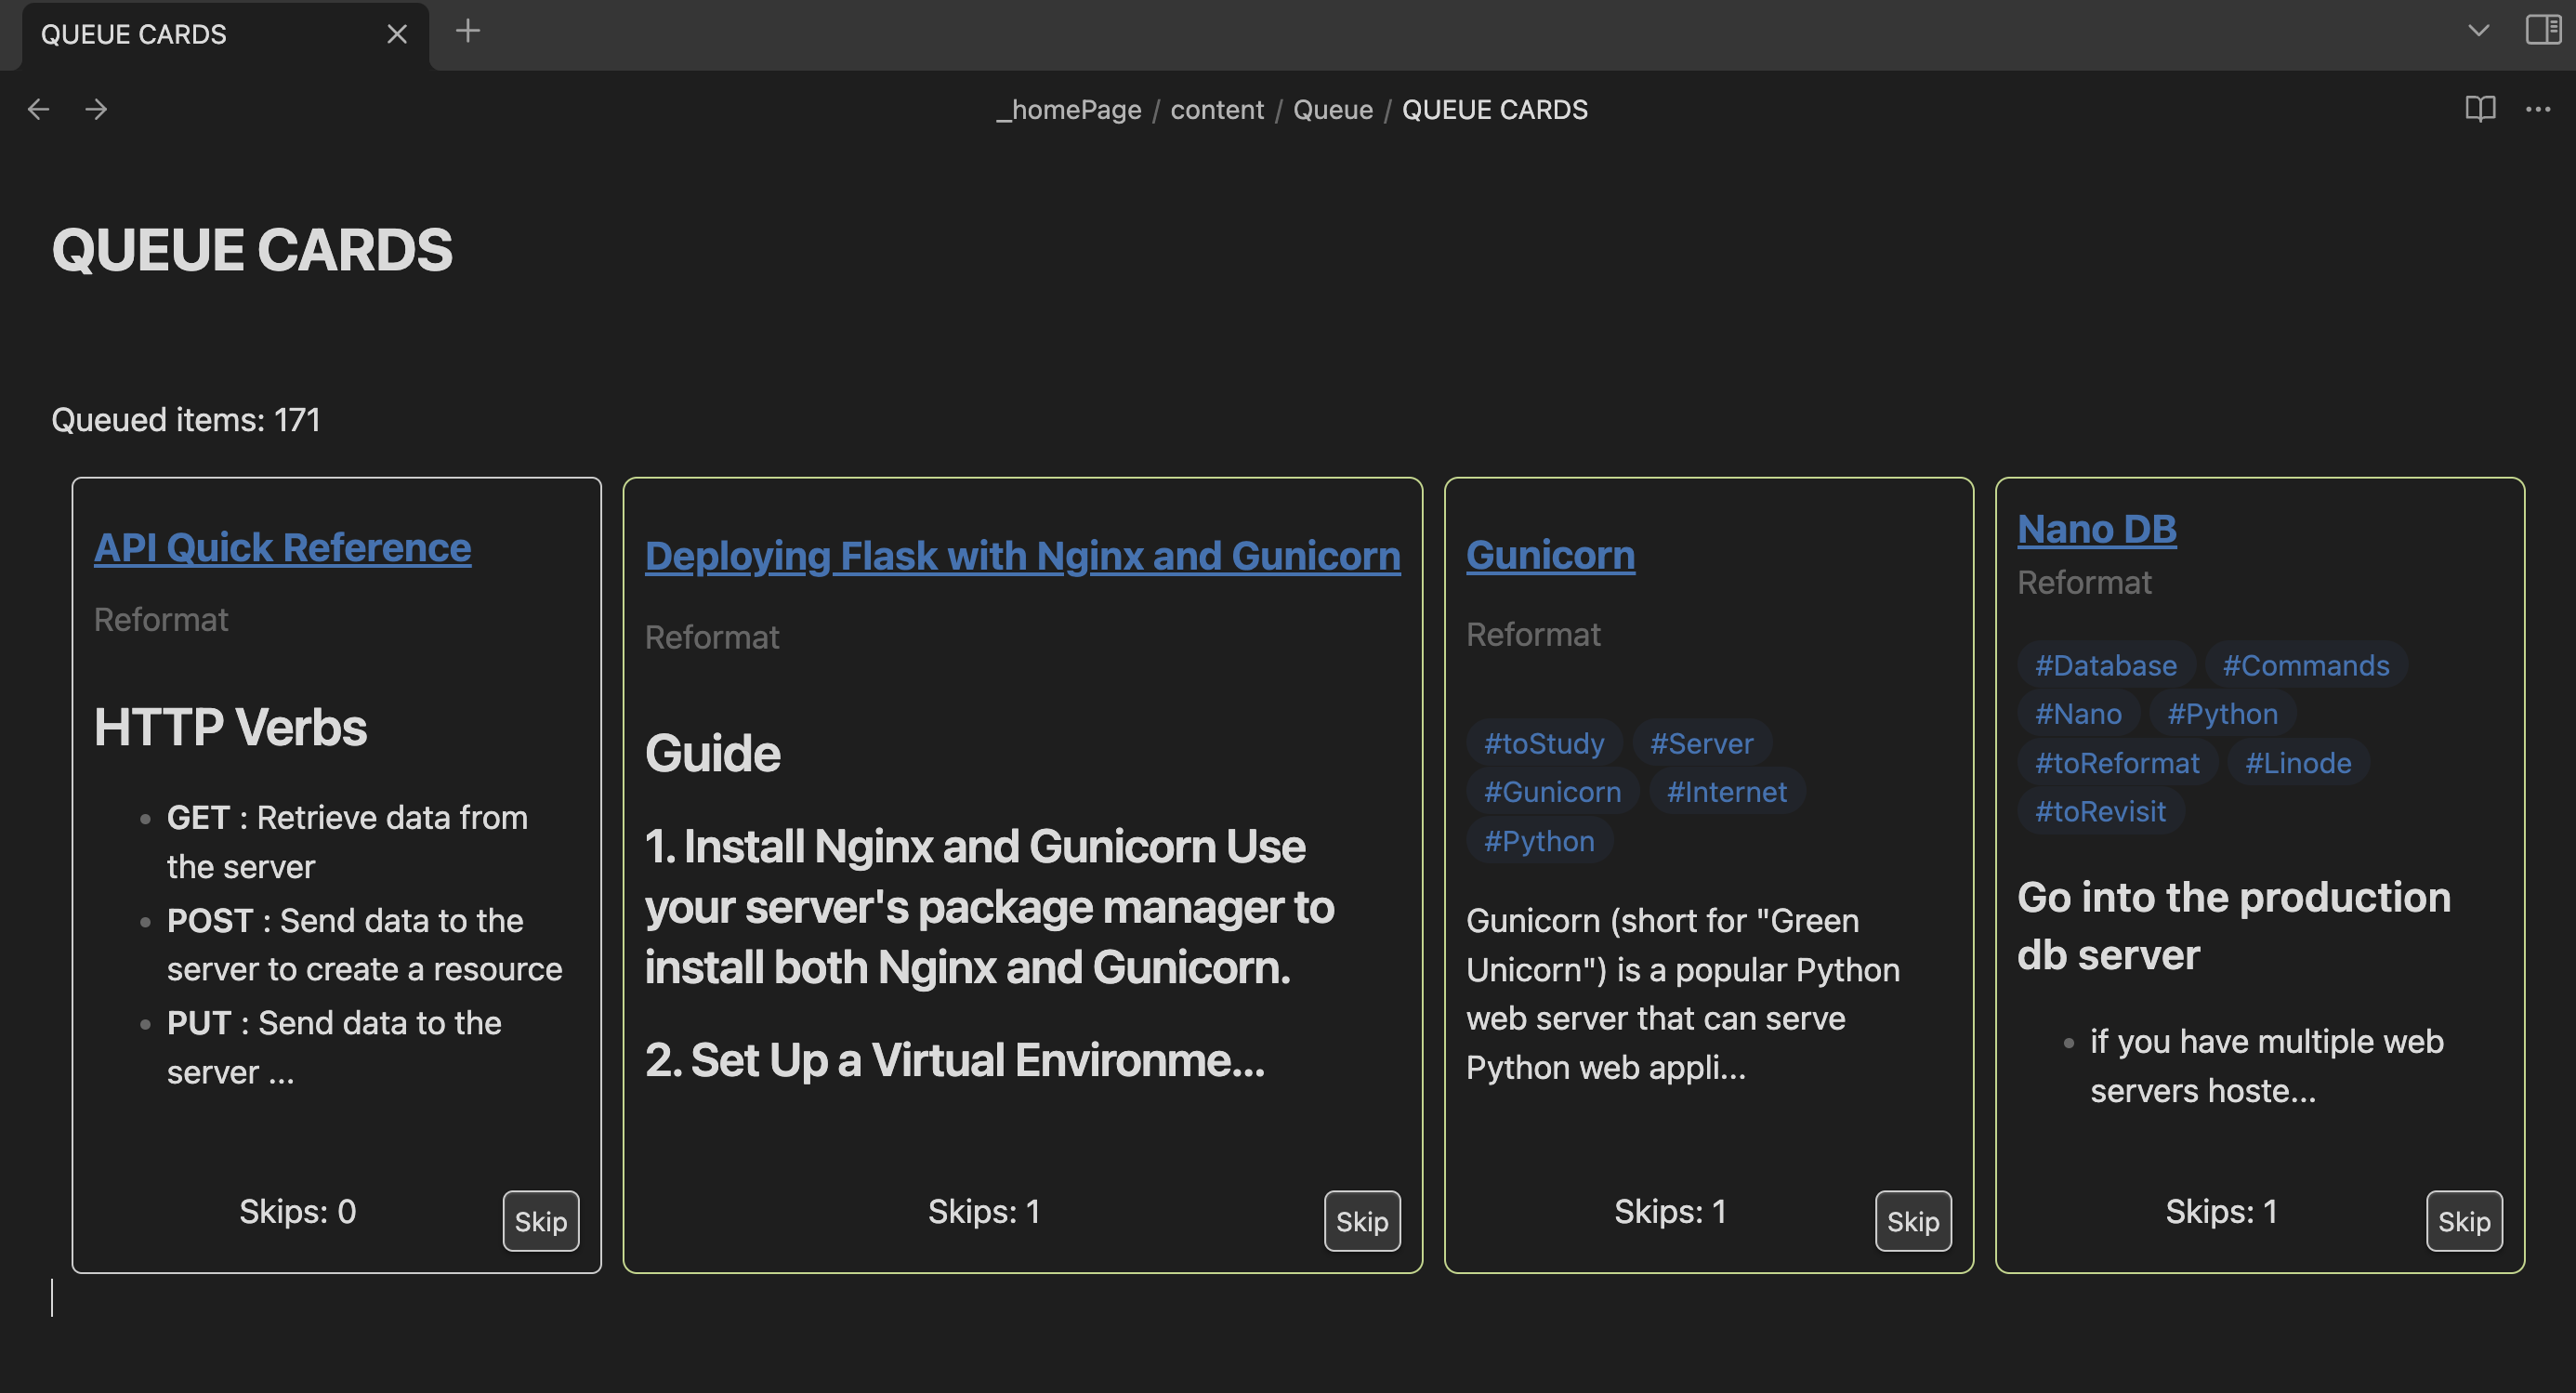 QUEUE CARDS
_homePage / content / Queue / QUEUE CARDS
QUEUE CARDS
Queued items: 171
API Quick Reference
Reformat
HTTP Verbs
GET : Retrieve data from
the server
POST : Send data to the
server to create a resource
PUT : Send data to the
server ...
Skips: 0
Skip
Deploying Flask with Nginx and Gunicorn
Reformat
Guide
1. Install Nginx and Gunicorn Use
your server's package manager to
install both Nginx and Gunicorn.
2. Set Up a Virtual Environme...
Skips: 1
Skip
Gunicorn
Reformat
#toStudy #Server
#Gunicorn #Internet
#Python
Gunicorn (short for "Green
Unicorn") is a popular Python
web server that can serve
Python web appli...
Skips: 1
Skip
Nano DB
Reformat
#Database #Commands
#Nano #Python
#toReformat #Linode
#toRevisit
Go into the production
db server
if you have multiple web
servers hoste...
Skips: 1
Skip